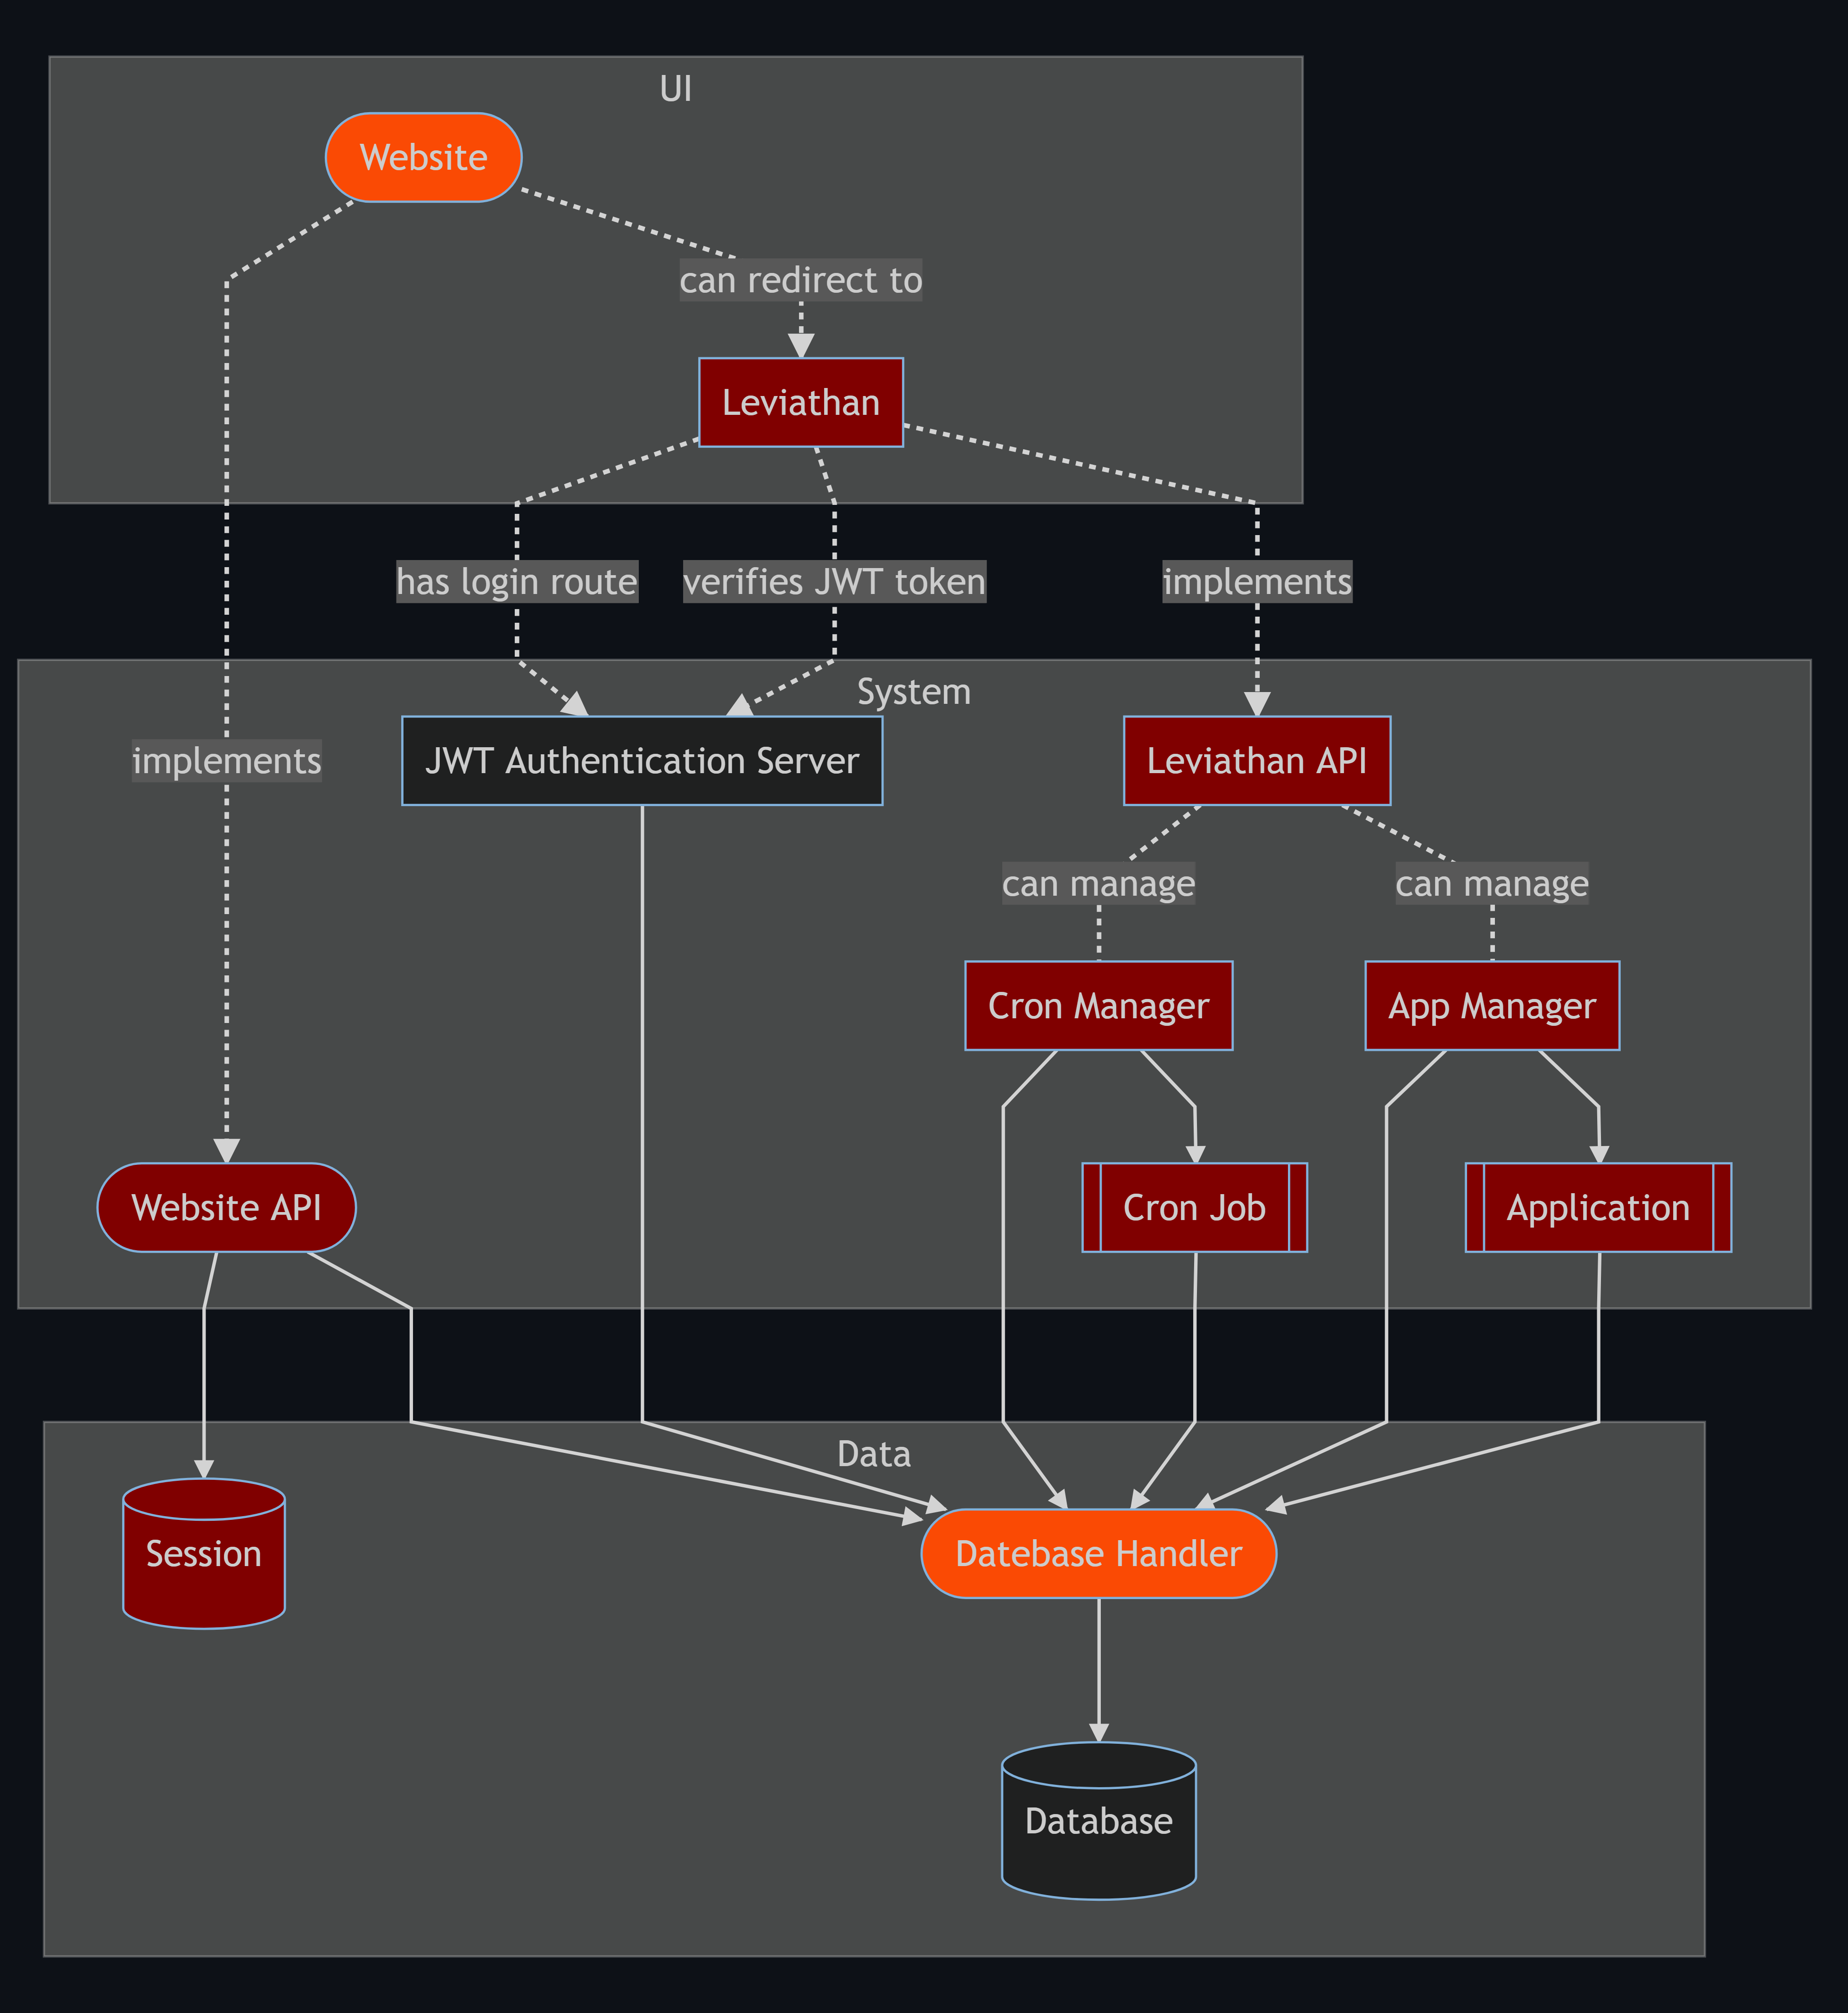 UI
Website
can redirect to
Leviathan
has login route
verifies JWT token
implements
System
implements
JWT Authentication Server
Leviathan API
can manage
can manage
Cron Manager
App Manager
Website API
Cron Job
Application
Data
Session
Datebase Handler
Database